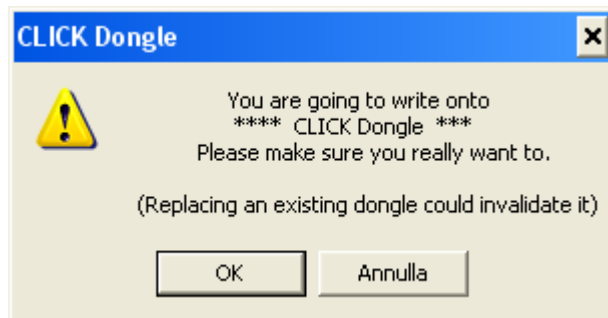 CLICK Dongle
You are going to write onto
**** CLICK Dongle ***
Please make sure you really want to.
(Replacing an existing dongle could invalidate it)
OK
Annulla